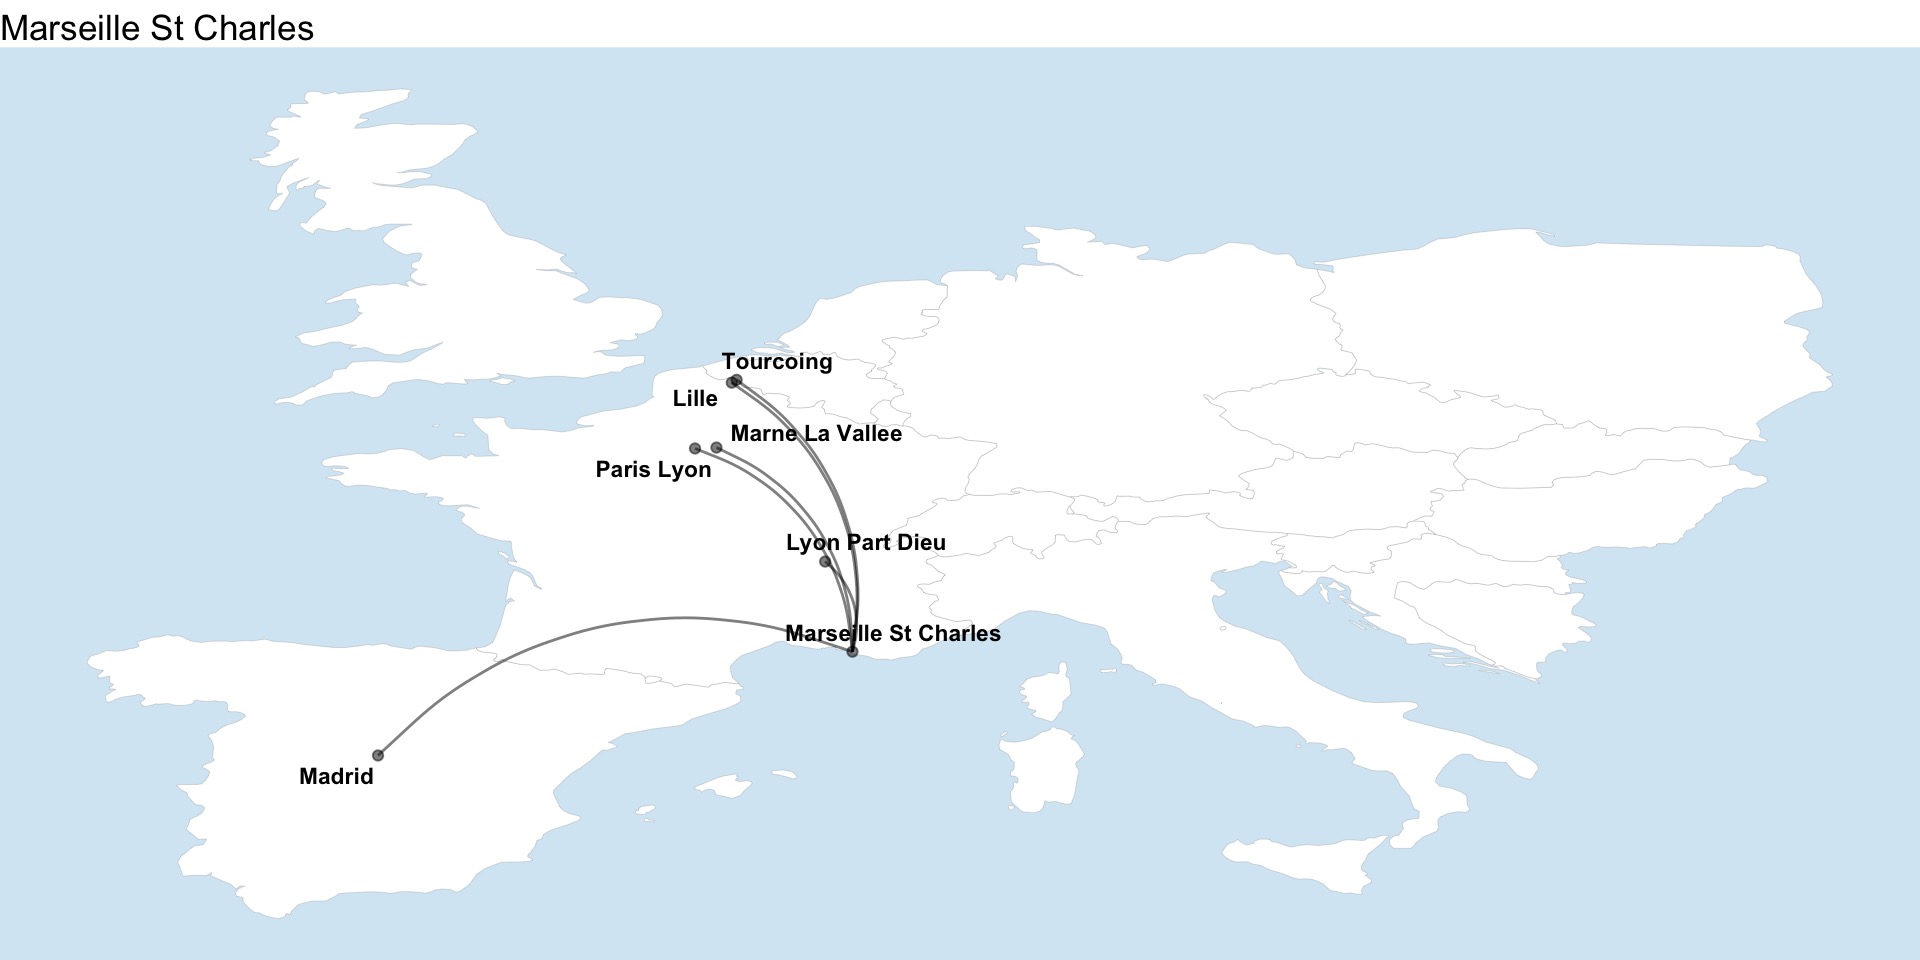 Marseille St Charles
Tourcoing
Lille
Marne La Vallee
Paris Lyon
Lyon Part Dieu
Marseille St Charles
Madrid